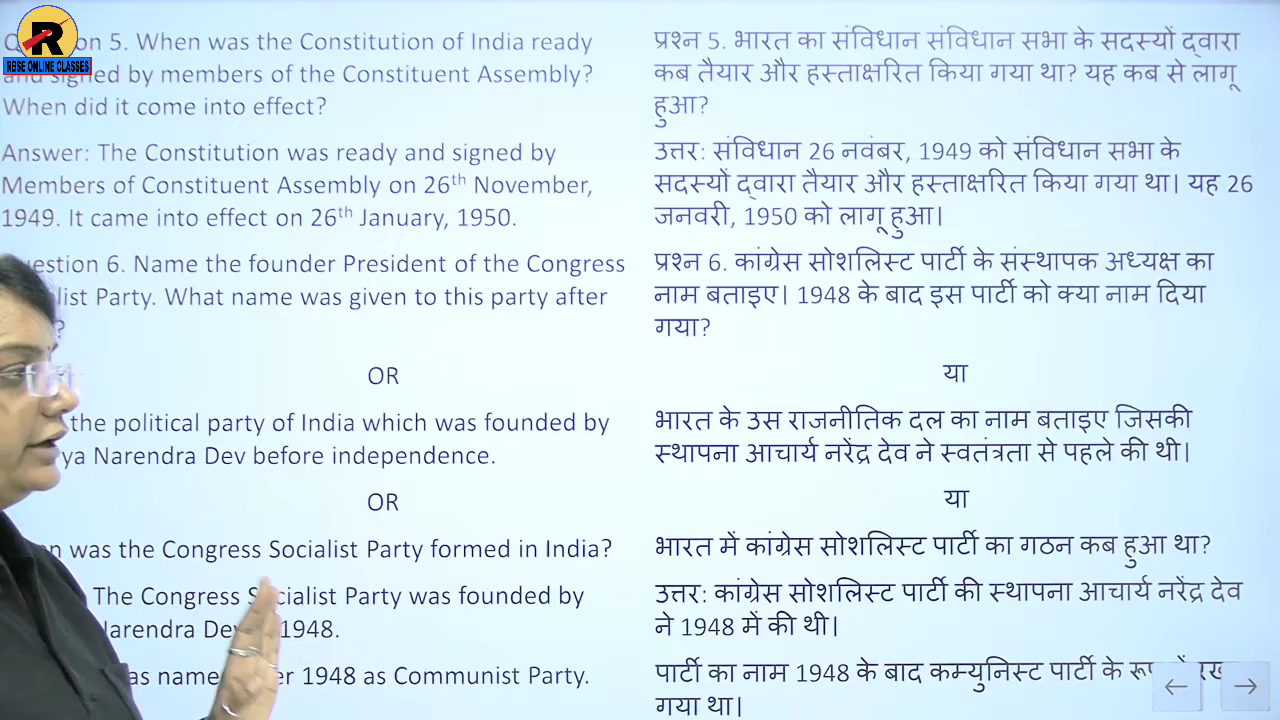 R
RBSE ONLINE CLASSES
on 5. When was the Constitution of India ready
and signed by members of the Constituent Assembly?
When did it come into effect?
Answer: The Constitution was ready and signed by
Members of Constituent Assembly on 26th November,
1949. It came into effect on 26th January, 1950.
uestion 6. Name the founder President of the Congress
list Party. What name was given to this party after
?
OR
the political party of India which was founded by
ya Narendra Dev before independence.
OR
n was the Congress Socialist Party formed in India?
The Congress Socialist Party was founded by
Narendra Dev 1948.
as name er 1948 as Communist Party.
प्रश्न 5. भारत का संविधान संविधान सभा के सदस्यों द्वारा
कब तैयार और हस्ताक्षरित किया गया था? यह कब से लागू
हुआ?
उत्तर: संविधान 26 नवंबर, 1949 को संविधान सभा के
सदस्यों द्वारा तैयार और हस्ताक्षरित किया गया था। यह 26
जनवरी, 1950 को लागू हुआ।
प्रश्न 6. कांग्रेस सोशलिस्ट पार्टी के संस्थापक अध्यक्ष का
नाम बताइए। 1948 के बाद इस पार्टी को क्या नाम दिया
गया?
या
भारत के उस राजनीतिक दल का नाम बताइए जिसकी
स्थापना आचार्य नरेंद्र देव ने स्वतंत्रता से पहले की थी।
या
भारत में कांग्रेस सोशलिस्ट पार्टी का गठन कब हुआ था?
उत्तर: कांग्रेस सोशलिस्ट पार्टी की स्थापना आचार्य नरेंद्र देव
ने 1948 में की थी।
पार्टी का नाम 1948 के बाद कम्युनिस्ट पार्टी के
गया था।